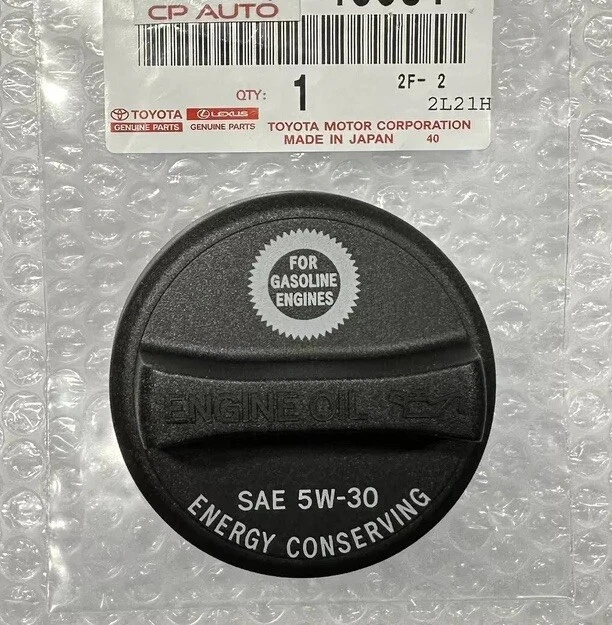 CP AUTO
QTY: 1
2F- 2
2L21H
TOYOTA LEXUS
GENUINE PARTS GENUINE PARTS
TOYOTA MOTOR CORPORATION
MADE IN JAPAN 40
FOR
GASOLINE
ENGINES
ENGINE OIL
SAE 5W-30
ENERGY CONSERVING